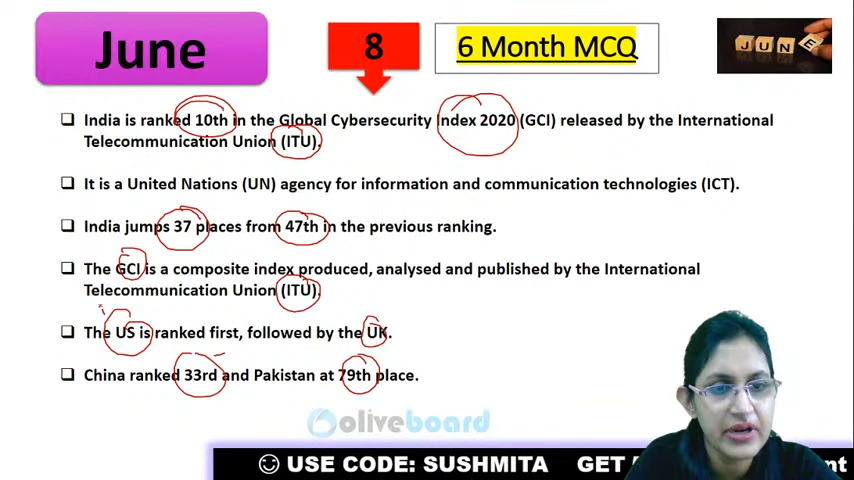 June
8
6 Month MCQ
JUNE
India is ranked 10th in the Global Cybersecurity Index 2020 (GCI) released by the International
Telecommunication Union (ITU).
It is a United Nations (UN) agency for information and communication technologies (ICT).
India jumps 37 places from 47th in the previous ranking.
The GCI is a composite index produced, analysed and published by the International
Telecommunication Union (ITU).
The US is ranked first, followed by the UK.
China ranked 33rd and Pakistan at 79th place.
oliveboard
USE CODE: SUSHMITA GET